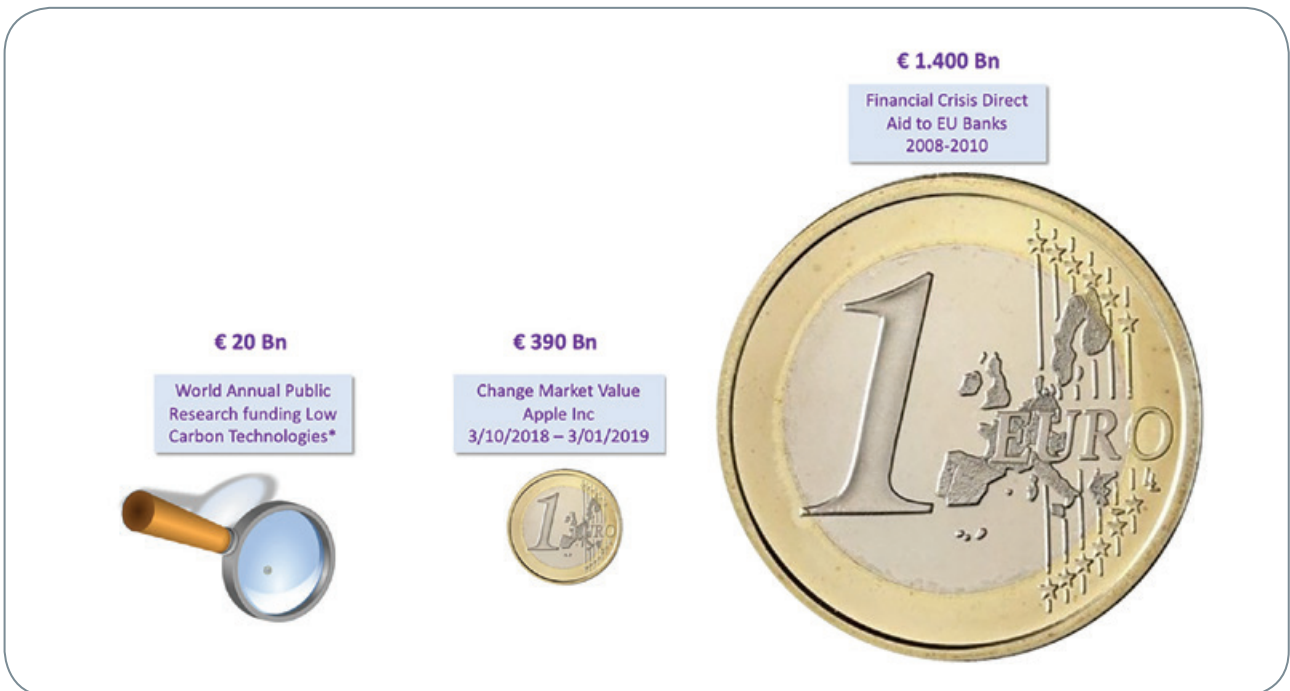 € 1.400 Bn
Financial Crisis Direct
Aid to EU Banks
2008-2010
€ 20 Bn
World Annual Public
Research funding Low
Carbon Technologies*
€ 390 Bn
Change Market Value
Apple Inc
3/10/2018 – 3/01/2019
1 EURO
1 EURO